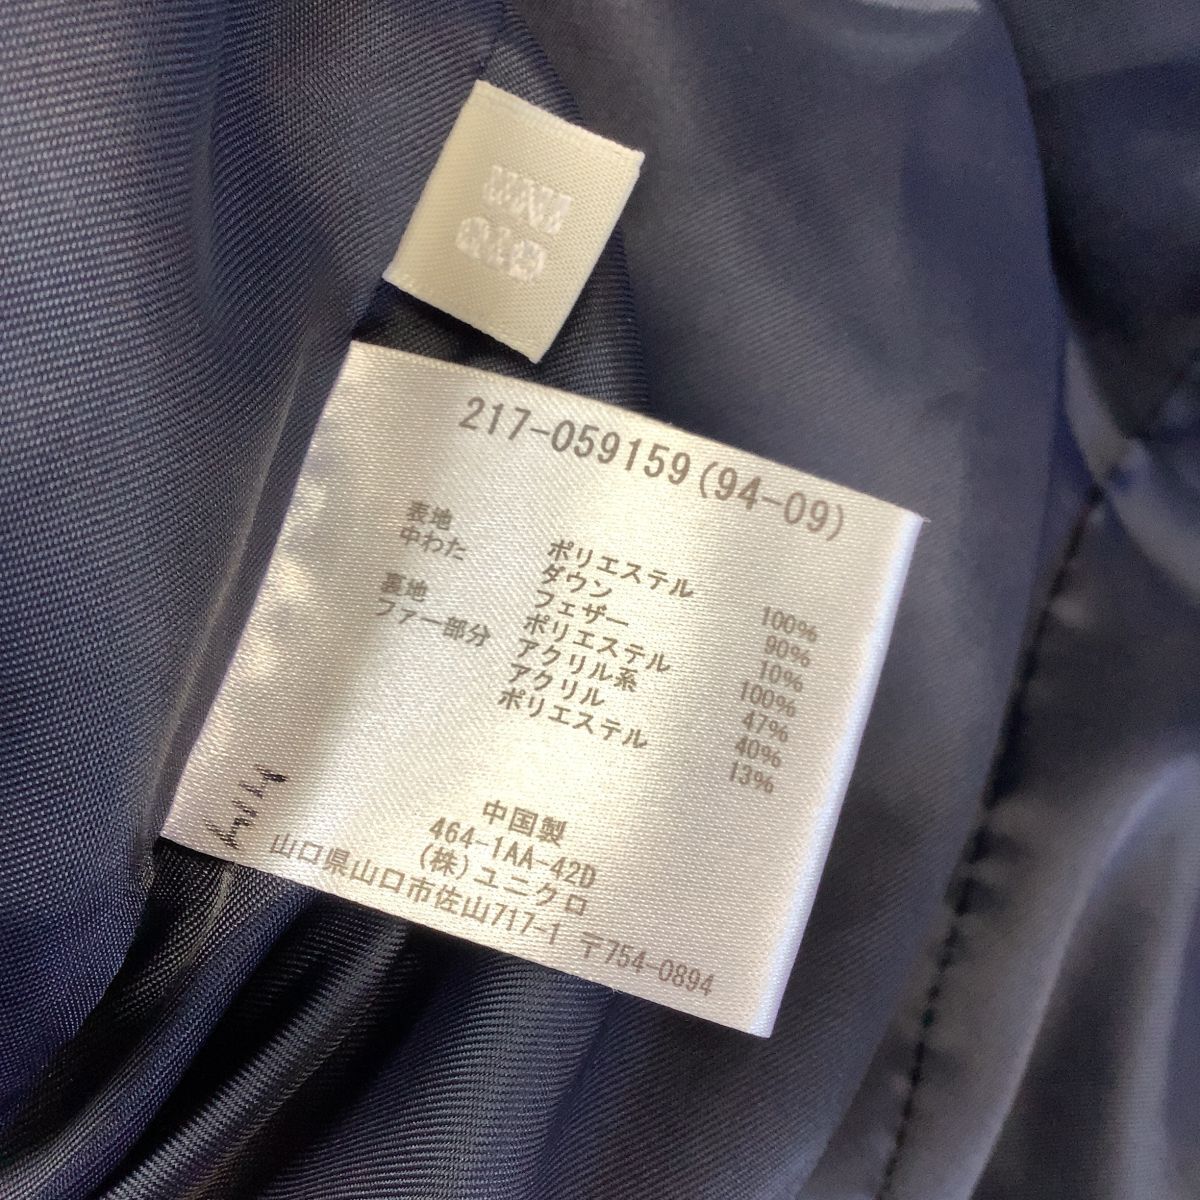 UNI
QLO
217-059159(94-09)
表地 ポリエステル 100%
中わた ダウン 90%
フェザー 10%
裏地 ポリエステル 100%
ファー部分 アクリル系 47%
アクリル 40%
ポリエステル 13%
中国製
464-1AA-42D
(株)ユニクロ
山口県山口市佐山717-1 〒754-0894